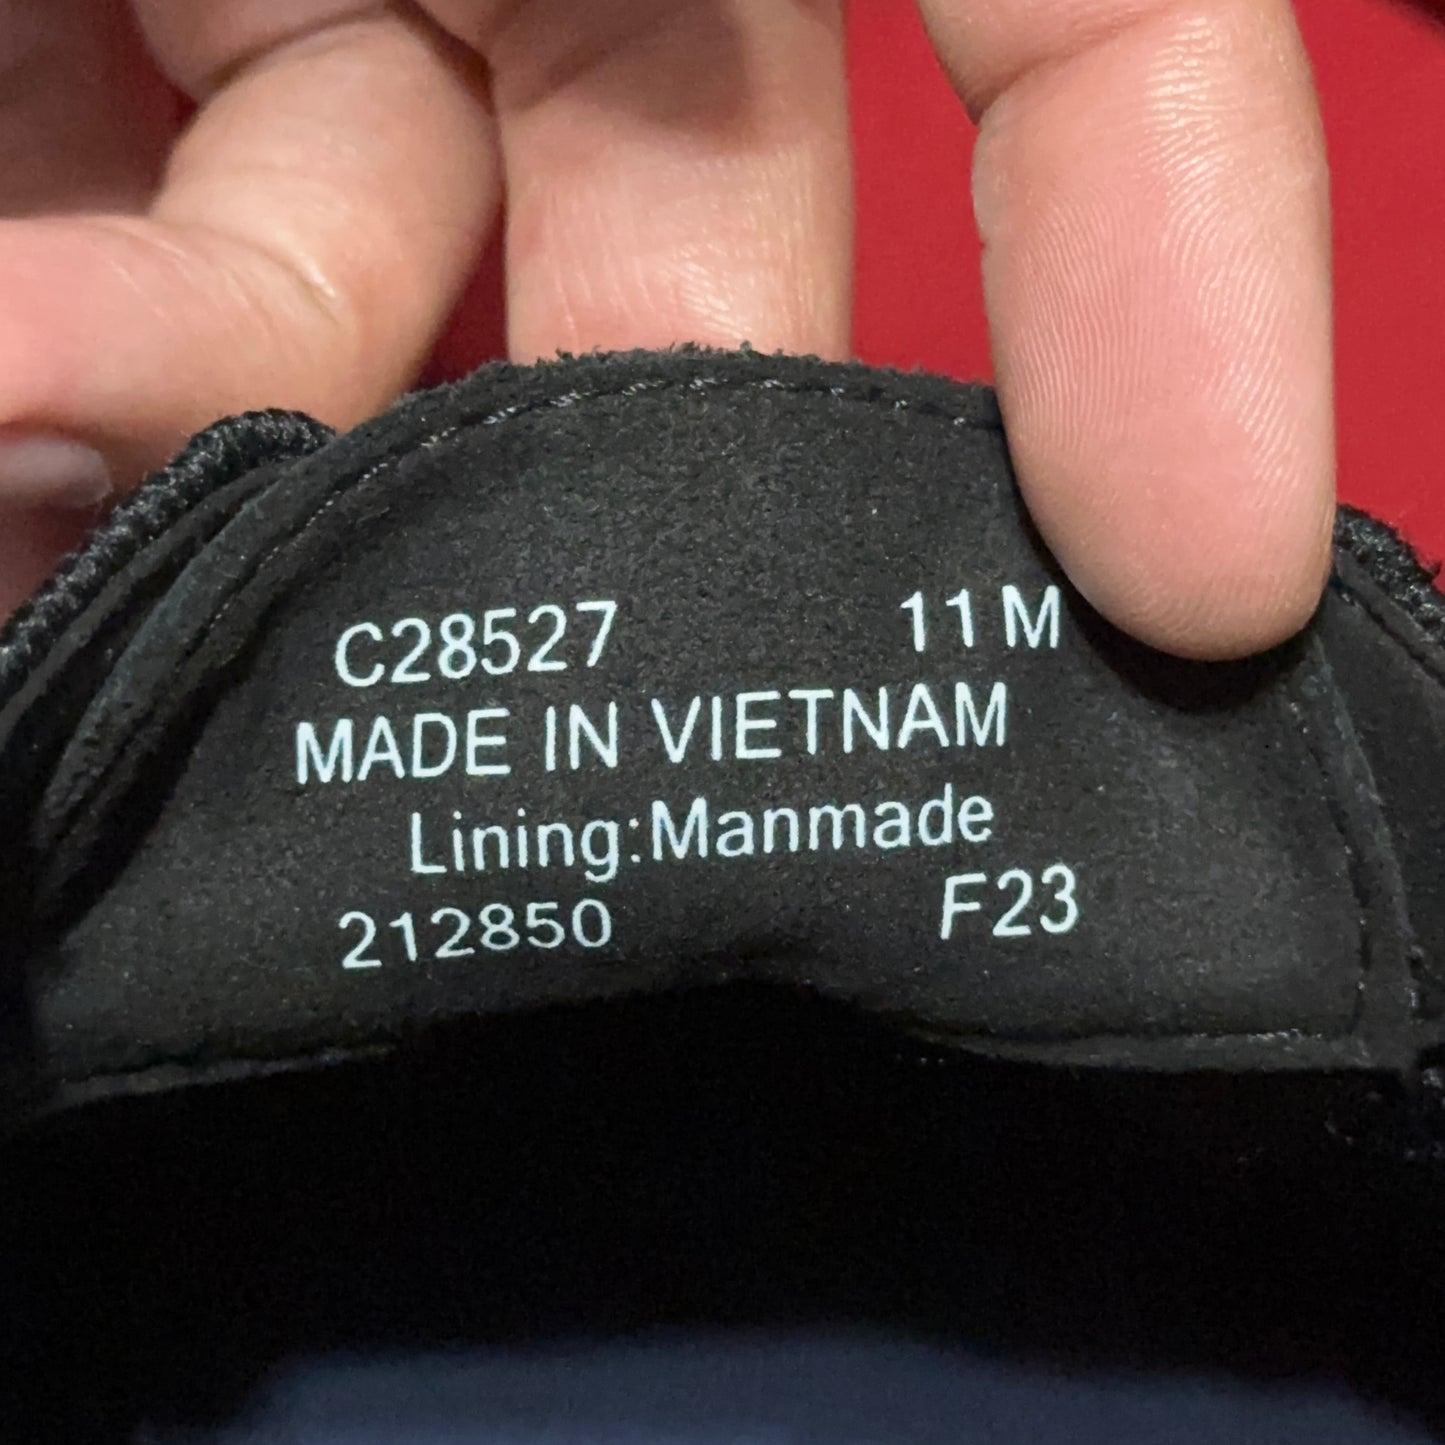 C28527 11 M
MADE IN VIETNAM
Lining:Manmade
212850 F23